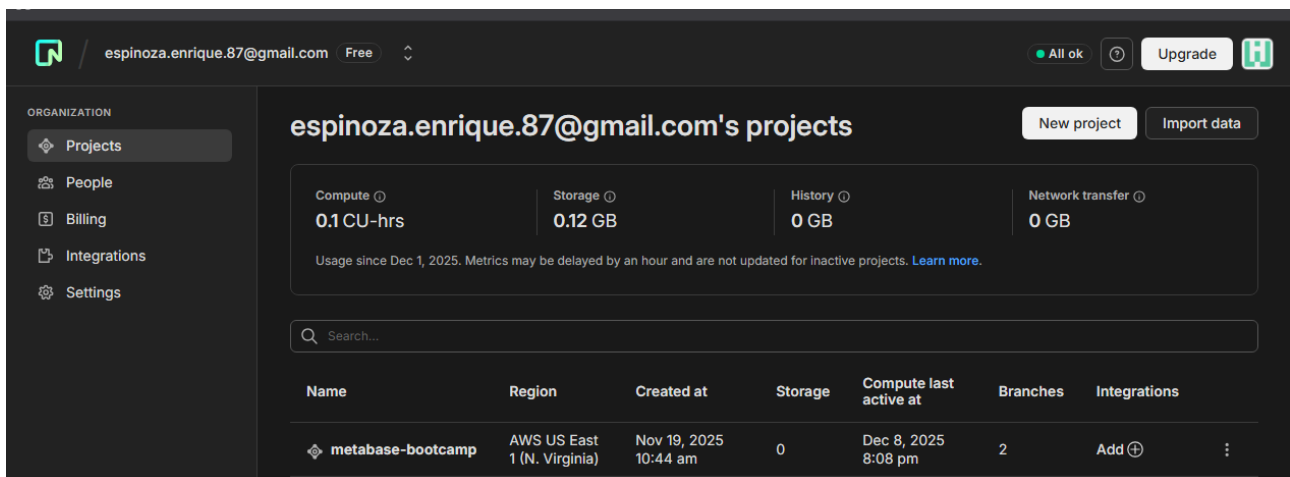 espinoza.enrique.87@gmail.com Free
All ok
Upgrade
ORGANIZATION
Projects
People
Billing
Integrations
Settings
espinoza.enrique.87@gmail.com's projects
New project
Import data
Compute
0.1 CU-hrs
Storage
0.12 GB
History
0 GB
Network transfer
0 GB
Usage since Dec 1, 2025. Metrics may be delayed by an hour and are not updated for inactive projects. Learn more.
Search...
Name Region Created at Storage Compute last active at Branches Integrations
metabase-bootcamp
AWS US East
1 (N. Virginia)
Nov 19, 2025
10:44 am
0
Dec 8, 2025
8:08 pm
2
Add